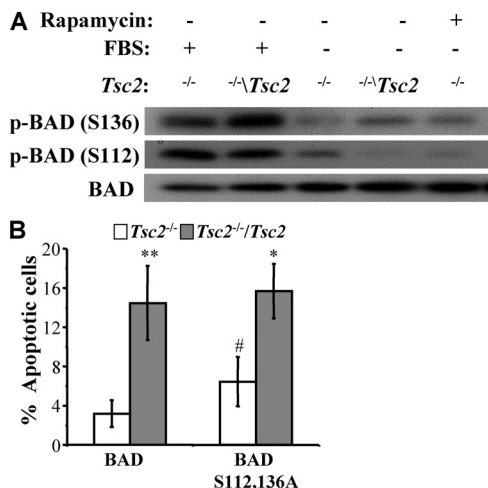 A
Rapamycin: - - - - +
FBS: + + - - -
Tsc2: -/- -/-\Tsc2 -/- -/-\Tsc2 -/-
p-BAD (S136)
p-BAD (S112)
BAD
B
Tsc2-/- Tsc2-/-/Tsc2
% Apoptotic cells
20
16
12
8
4
0
** * #
BAD BAD
S112,136A